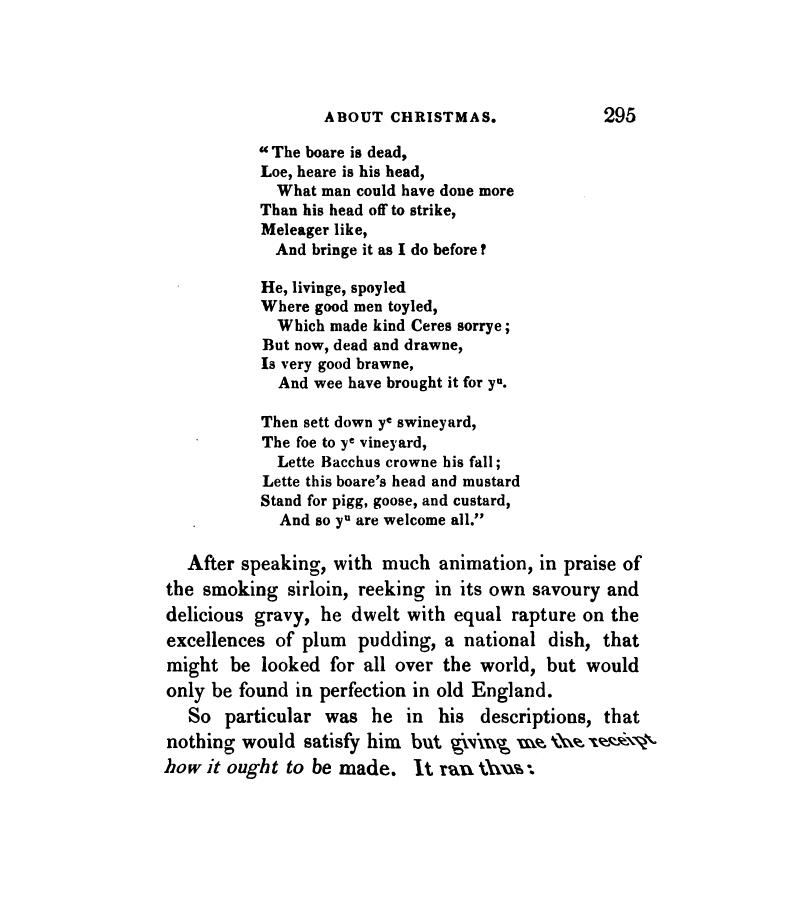 ABOUT CHRISTMAS. 295
“ The boare is dead,
Loe, heare is his head,
What man could have done more
Than his head off to strike,
Meleager like,
And bringe it as I do before?
He, livinge, spoyled
Where good men toyled,
Which made kind Ceres sorrye;
But now, dead and drawne,
Is very good brawne,
And wee have brought it for yᵘ.
Then sett down yᵉ swineyard,
The foe to yᵉ vineyard,
Lette Bacchus crowne his fall;
Lette this boare's head and mustard
Stand for pigg, goose, and custard,
And so yᵘ are welcome all.”
After speaking, with much animation, in praise of
the smoking sirloin, reeking in its own savoury and
delicious gravy, he dwelt with equal rapture on the
excellences of plum pudding, a national dish, that
might be looked for all over the world, but would
only be found in perfection in old England.
So particular was he in his descriptions, that
nothing would satisfy him but giving me the receipt
how it ought to be made. It ran thus: